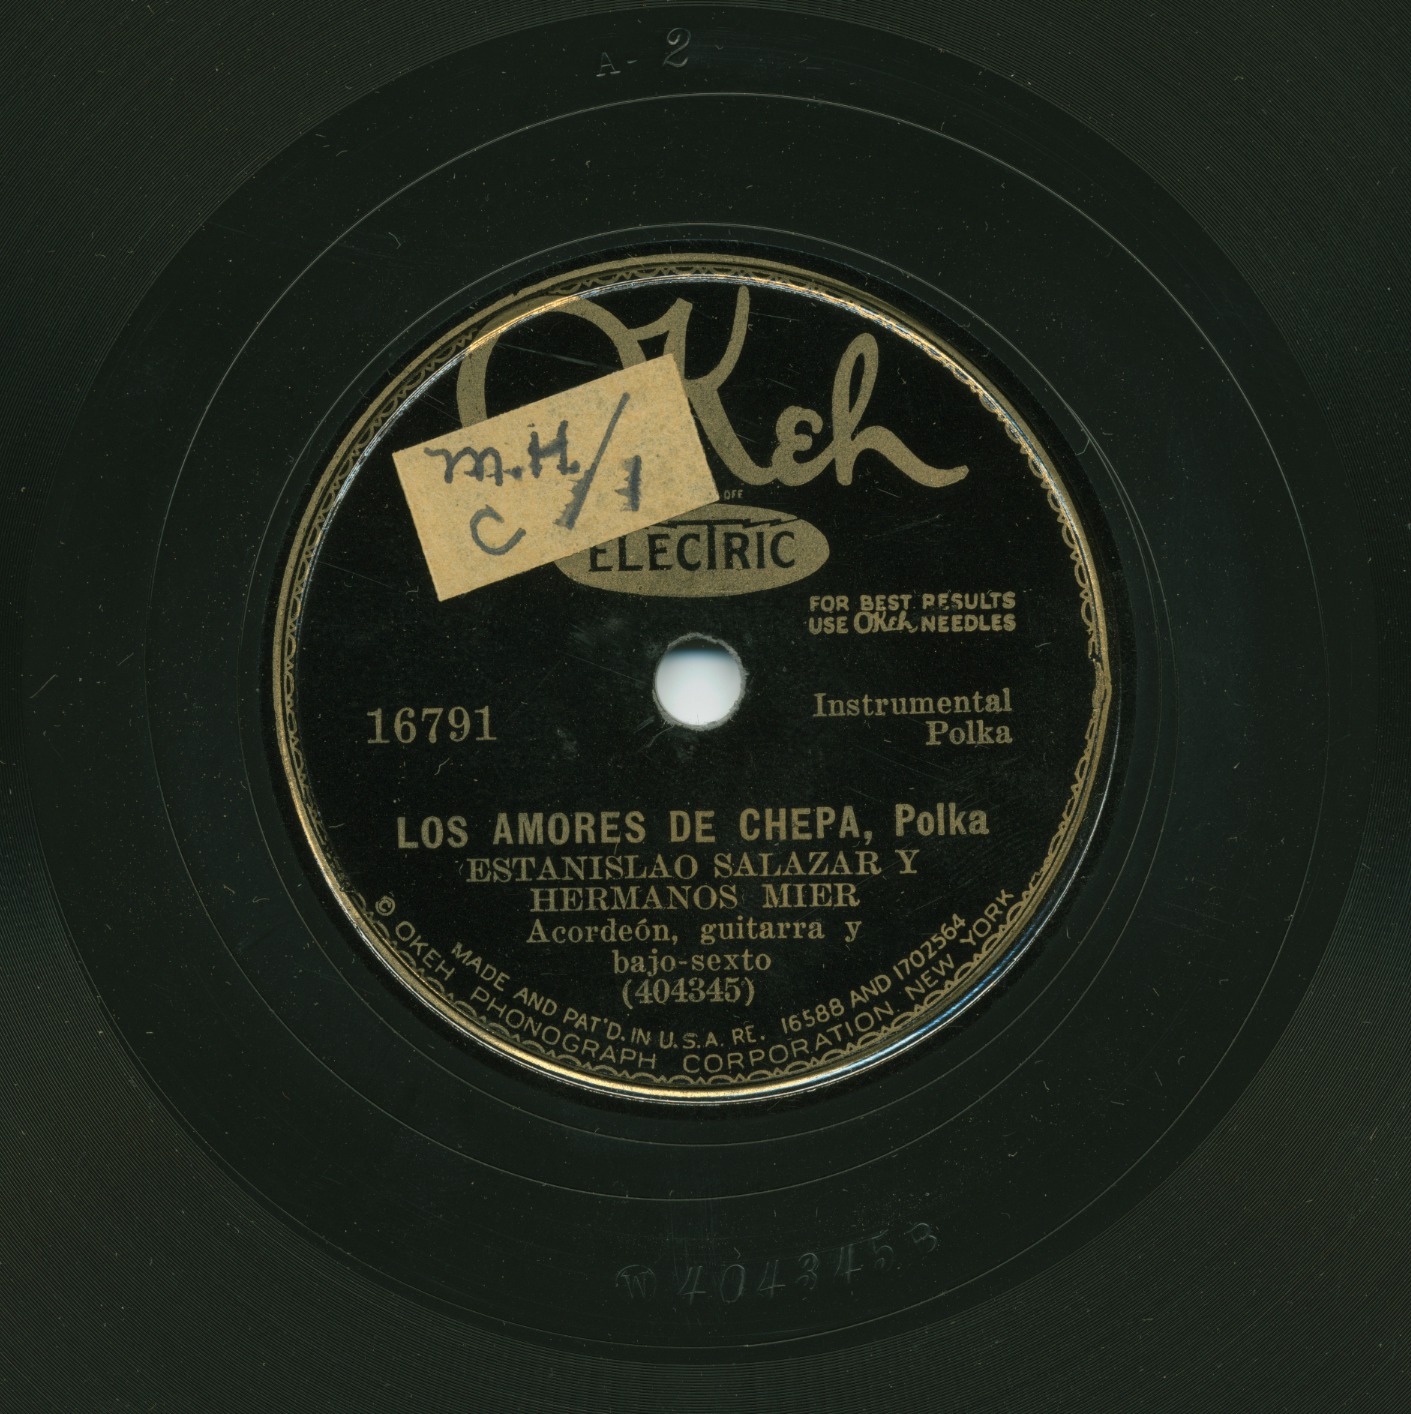 A-2
OKeh
ELECTRIC
FOR BEST RESULTS
USE OKeh NEEDLES
16791
Instrumental
Polka
LOS AMORES DE CHEPA, Polka
ESTANISLAO SALAZAR Y
HERMANOS MIER
Acordeón, guitarra y
bajo-sexto
(404345)
MADE AND PAT'D. IN U.S.A. RE. 16588 AND 1702564
© OKEH PHONOGRAPH CORPORATION, NEW YORK
W 404345 B